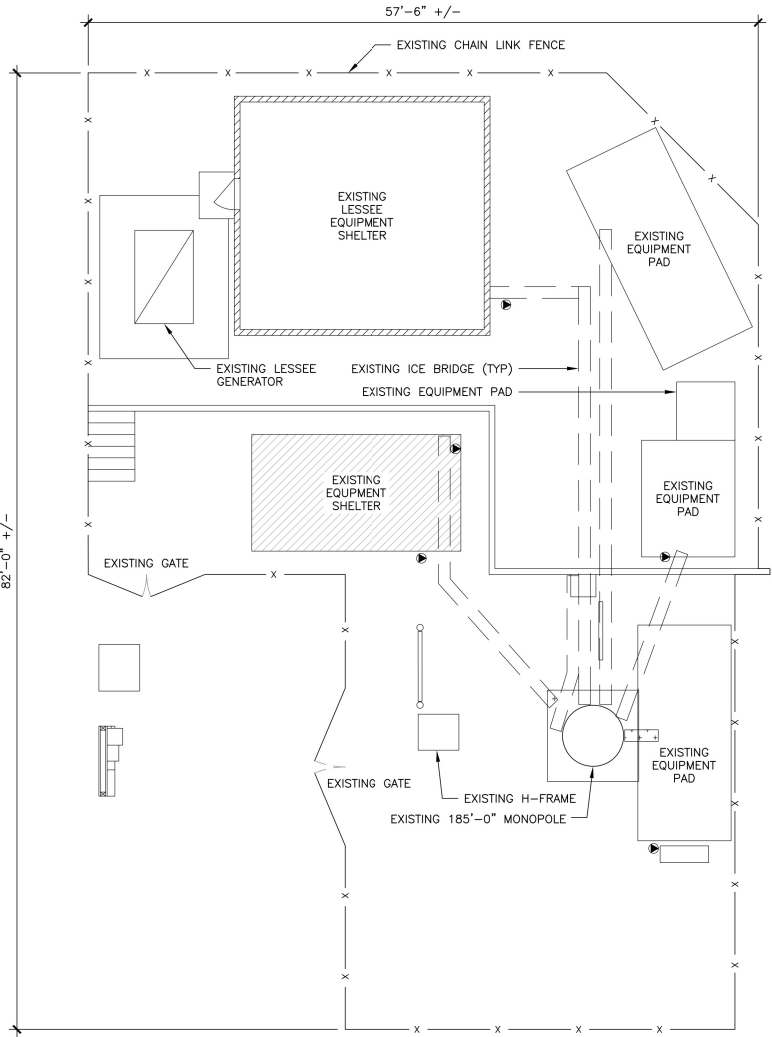 57'-6" +/-
EXISTING CHAIN LINK FENCE
EXISTING
LESSEE
EQUIPMENT
SHELTER
EXISTING
EQUIPMENT
PAD
EXISTING LESSEE
GENERATOR
EXISTING ICE BRIDGE (TYP)
EXISTING EQUIPMENT PAD
EXISTING
EQUPMENT
SHELTER
EXISTING
EQUIPMENT
PAD
82'-0" +/-
EXISTING GATE
EXISTING
EQUIPMENT
PAD
EXISTING GATE
EXISTING H-FRAME
EXISTING 185'-0" MONOPOLE